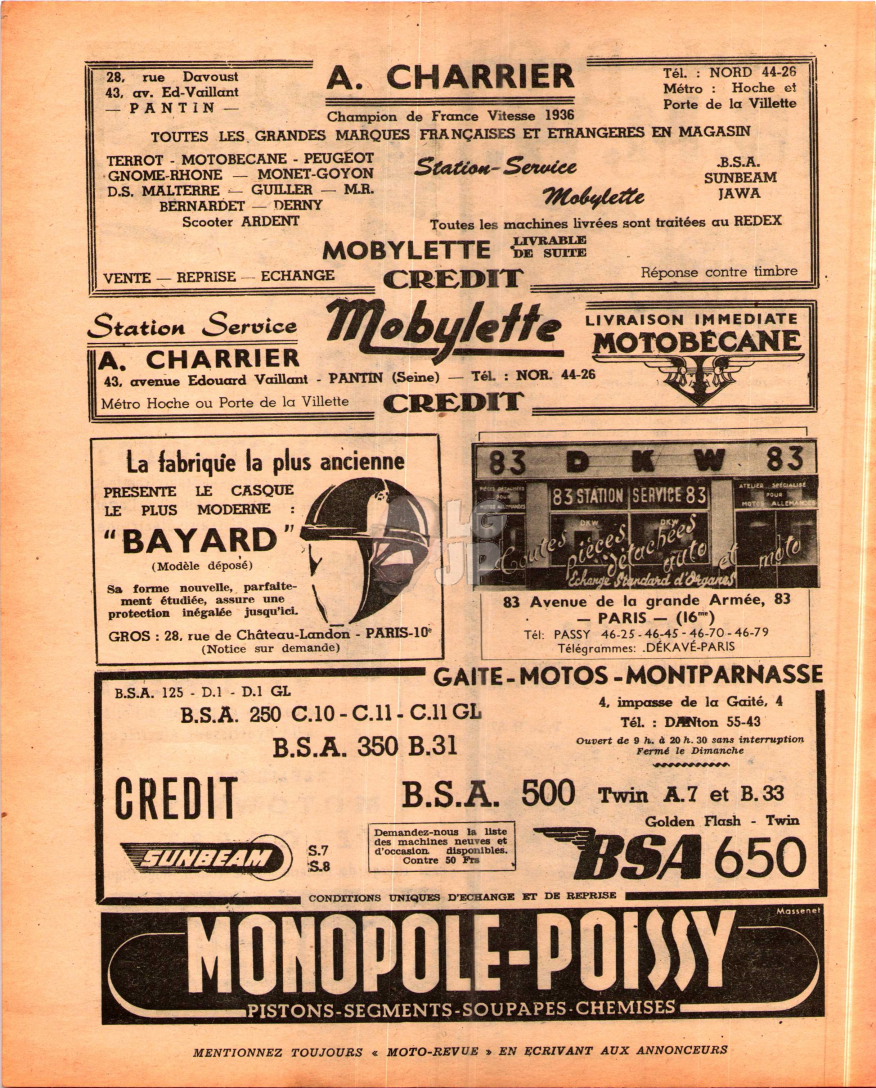 28, rue Davoust
43, av. Ed-Vaillant
— PANTIN —
A. CHARRIER
Champion de France Vitesse 1936
Tél. : NORD 44-26
Métro : Hoche et
Porte de la Villette
TOUTES LES GRANDES MARQUES FRANÇAISES ET ETRANGERES EN MAGASIN
TERROT - MOTOBECANE - PEUGEOT
GNOME-RHONE — MONET-GOYON
D.S. MALTERRE — GUILLER — M.R.
BERNARDET — DERNY
Scooter ARDENT
Station-Service
Mobylette
B.S.A.
SUNBEAM
JAWA
Toutes les machines livrées sont traitées au REDEX
MOBYLETTE LIVRABLE
DE SUITE
VENTE — REPRISE — ECHANGE
CREDIT
Réponse contre timbre
Station Service
Mobylette
A. CHARRIER
43, avenue Edouard Vaillant - PANTIN (Seine) — Tél. : NOR. 44-26
Métro Hoche ou Porte de la Villette
CREDIT
LIVRAISON IMMEDIATE
MOTOBÉCANE
La fabrique la plus ancienne
PRESENTE LE CASQUE
LE PLUS MODERNE :
"BAYARD"
(Modèle déposé)
Sa forme nouvelle, parfaite-
ment étudiée, assure une
protection inégalée jusqu'ici.
GROS : 28, rue de Château-Landon - PARIS-10e
(Notice sur demande)
83 DKW 83
83 STATION SERVICE 83
ATELIER SPÉCIALISÉ
POUR
MOTOS ALLEMANDES
DKW DKW
Toutes pièces
détachées
auto et moto
Echange Standard d'Organes
LG
JP
83 Avenue de la grande Armée, 83
— PARIS — (16me)
Tél: PASSY 46-25 - 46-45 - 46-70 - 46-79
Télégrammes: .DÉKAVÉ-PARIS
GAITE-MOTOS-MONTPARNASSE
4, impasse de la Gaité, 4
Tél. : DANton 55-43
Ouvert de 9 h. à 20 h. 30 sans interruption
Fermé le Dimanche
B.S.A. 125 - D.1 - D.1 GL
B.S.A. 250 C.10 - C.11 - C.11 GL
B.S.A. 350 B.31
CREDIT
B.S.A. 500 Twin A.7 et B.33
Golden Flash - Twin
BSA 650
SUNBEAM
S.7
S.8
Demandez-nous la liste
des machines neuves et
d'occasion disponibles.
Contre 50 Frs
CONDITIONS UNIQUES D'ECHANGE ET DE REPRISE
Massenet
MONOPOLE-POISSY
PISTONS-SEGMENTS-SOUPAPES-CHEMISES
MENTIONNEZ TOUJOURS « MOTO-REVUE » EN ECRIVANT AUX ANNONCEURS